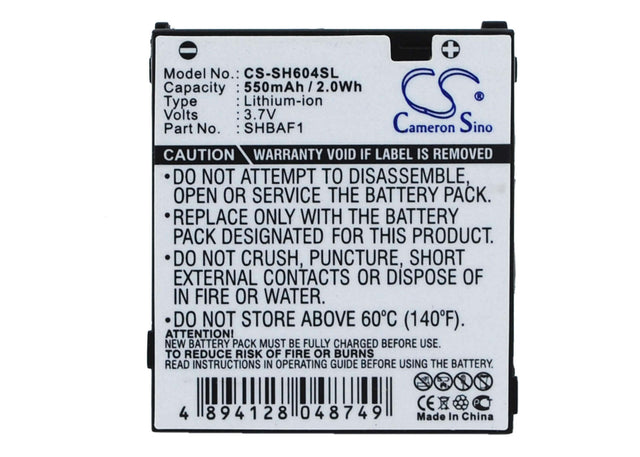 Model No.: CS-SH604SL
Capacity: 550mAh / 2.0Wh
Type : Lithium-ion
Volts : 3.7V
Part No. : SHBAF1
CS
Cameron Sino
CAUTION WARRANTY VOID IF LABEL IS REMOVED
•DO NOT ATTEMPT TO DISASSEMBLE,
OPEN OR SERVICE THE BATTERY PACK.
•REPLACE ONLY WITH THE BATTERY
PACK DESIGNATED FOR THIS PRODUCT.
•DO NOT CRUSH, PUNCTURE, SHORT
EXTERNAL CONTACTS OR DISPOSE OF
IN FIRE OR WATER.
•DO NOT STORE ABOVE 60°C (140°F).
ATTENTION!
NEW BATTERY PACK MUST BE FULLY CHARGED BEFORE USE
TO REDUCE RISK OF FIRE OR BURNS
READ INSTRUCTIONS IN OPERATING GUIDE BEFORE USING BATTERY
4 894128 048749
CE
Made In China